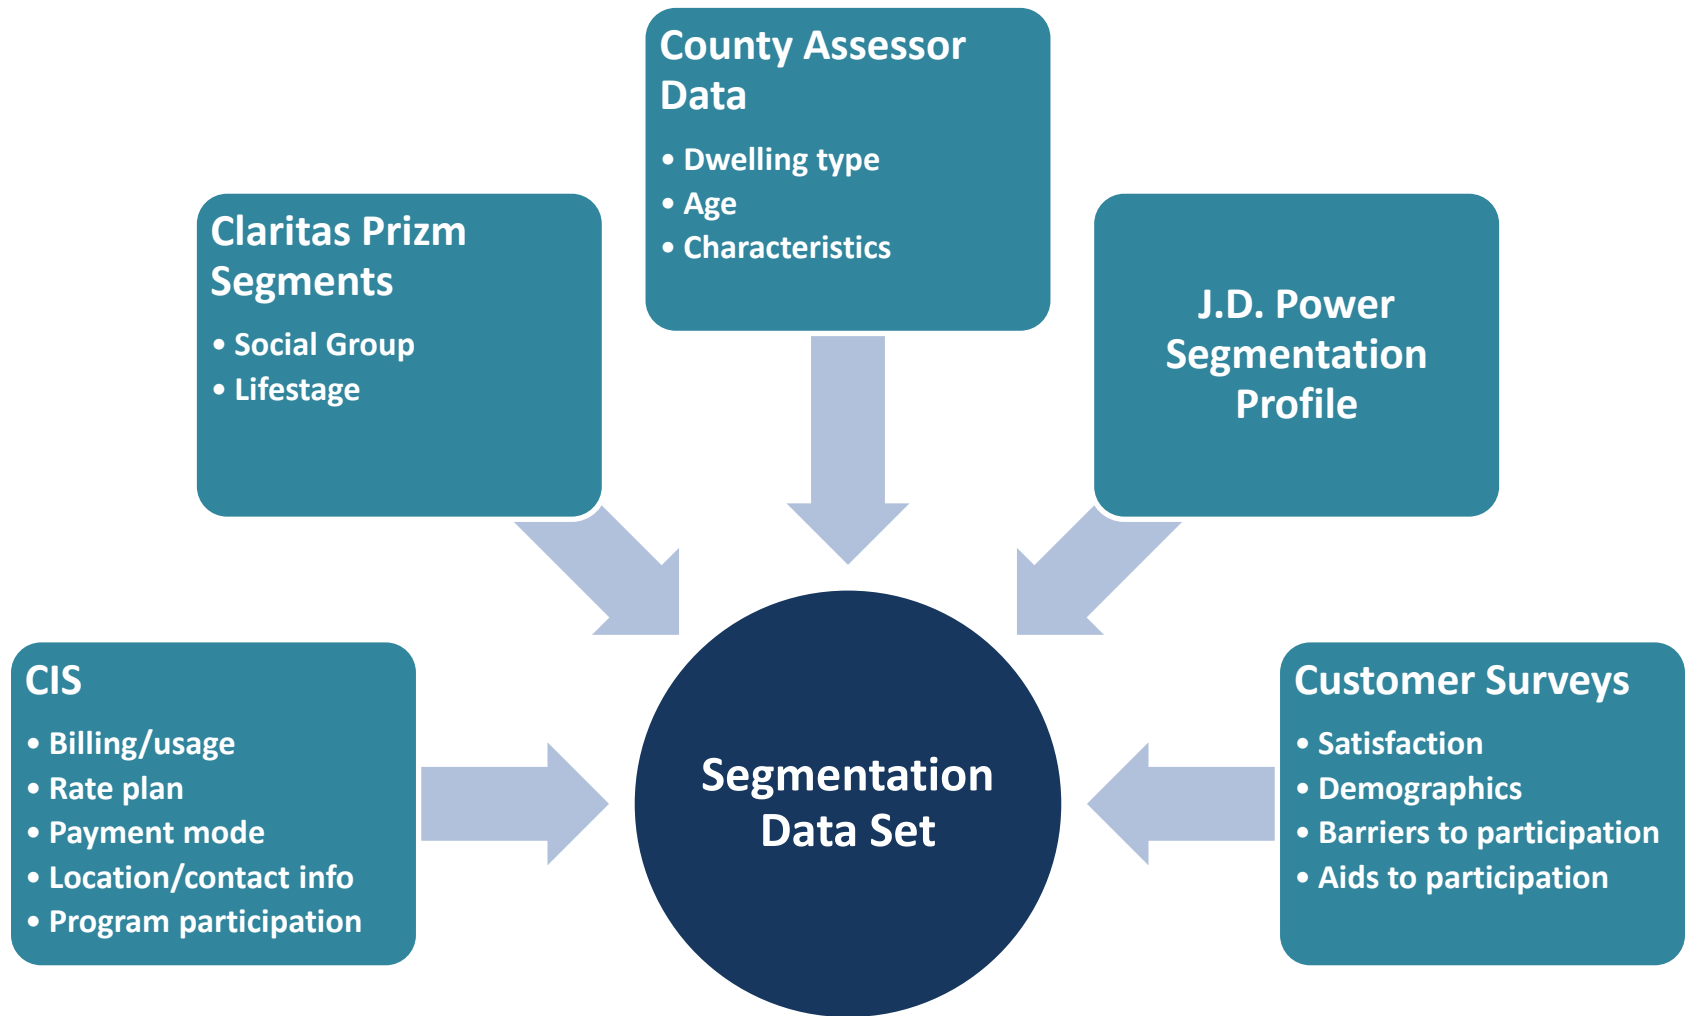 County Assessor
Data
• Dwelling type
• Age
• Characteristics
Claritas Prizm
Segments
• Social Group
• Lifestage
J.D. Power
Segmentation
Profile
CIS
• Billing/usage
• Rate plan
• Payment mode
• Location/contact info
• Program participation
Segmentation
Data Set
Customer Surveys
• Satisfaction
• Demographics
• Barriers to participation
• Aids to participation